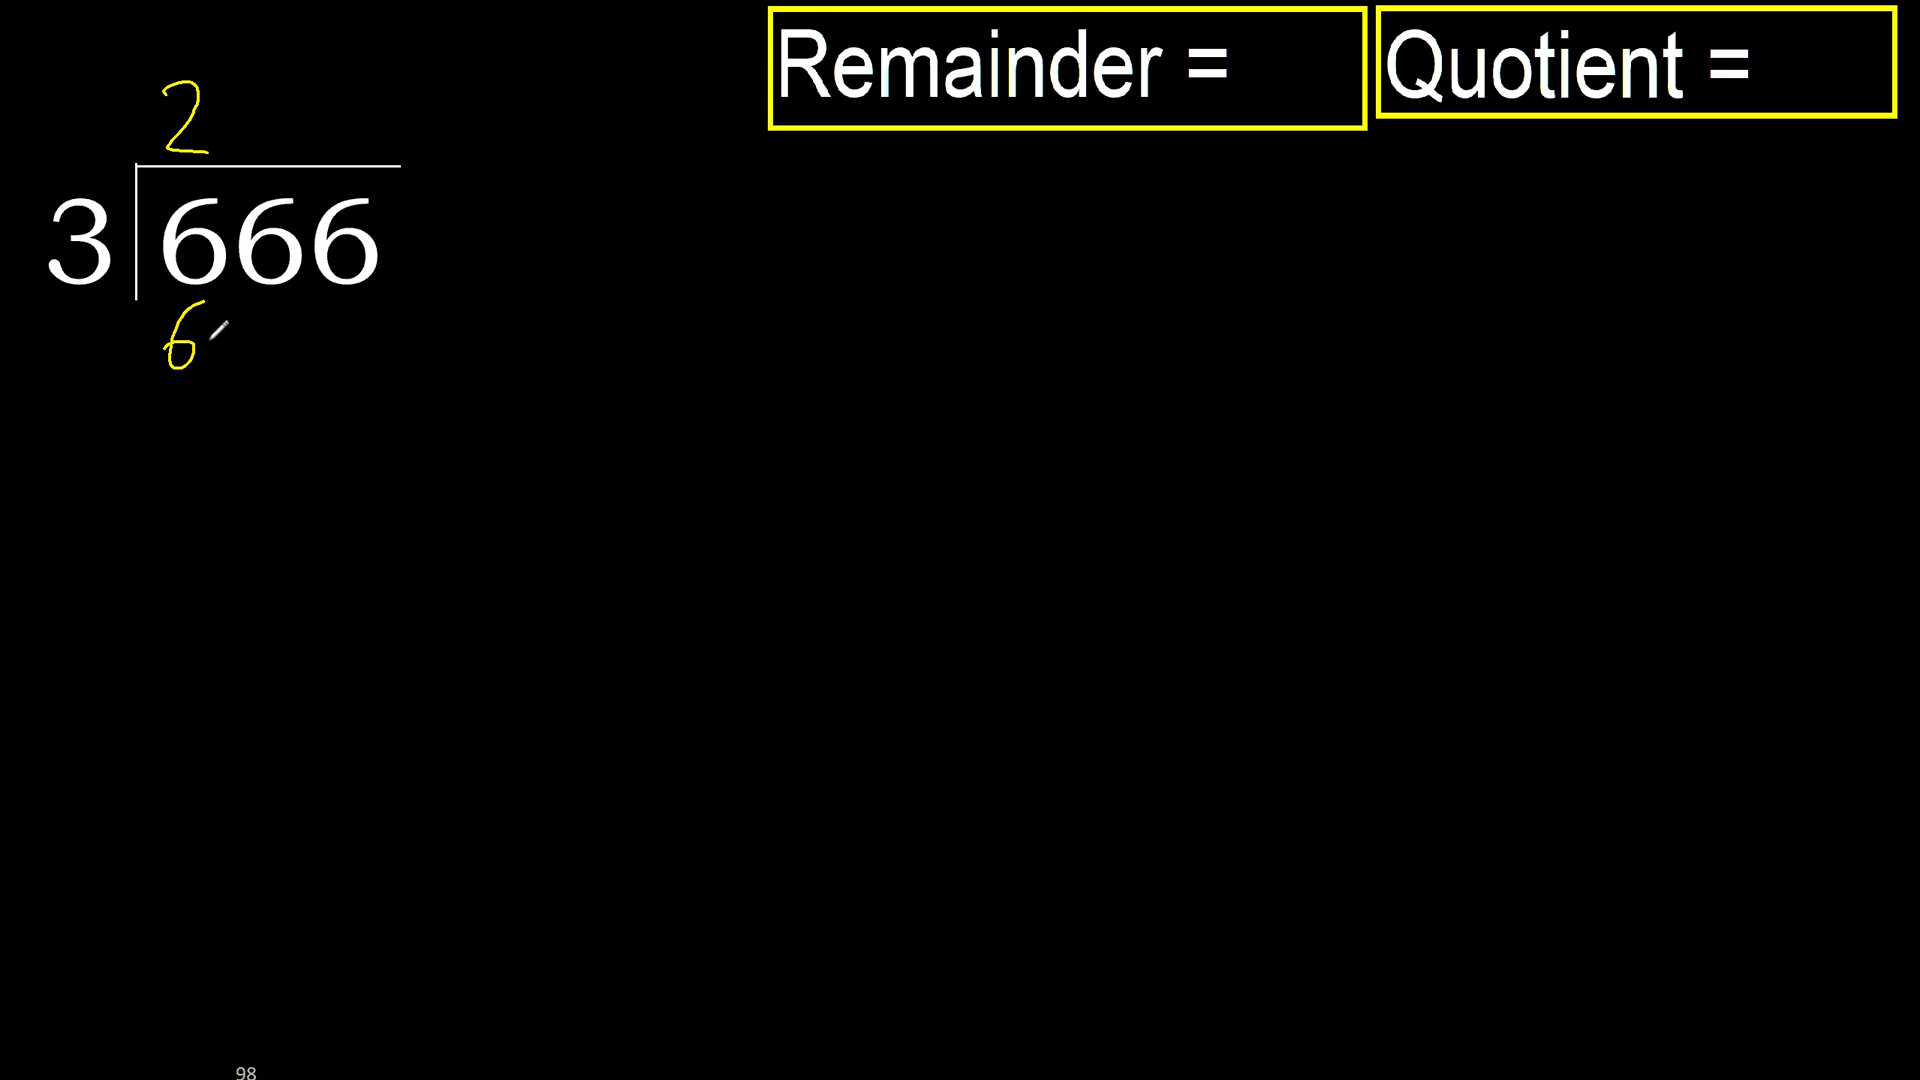 Remainder =
Quotient =
2
3 666
6
98